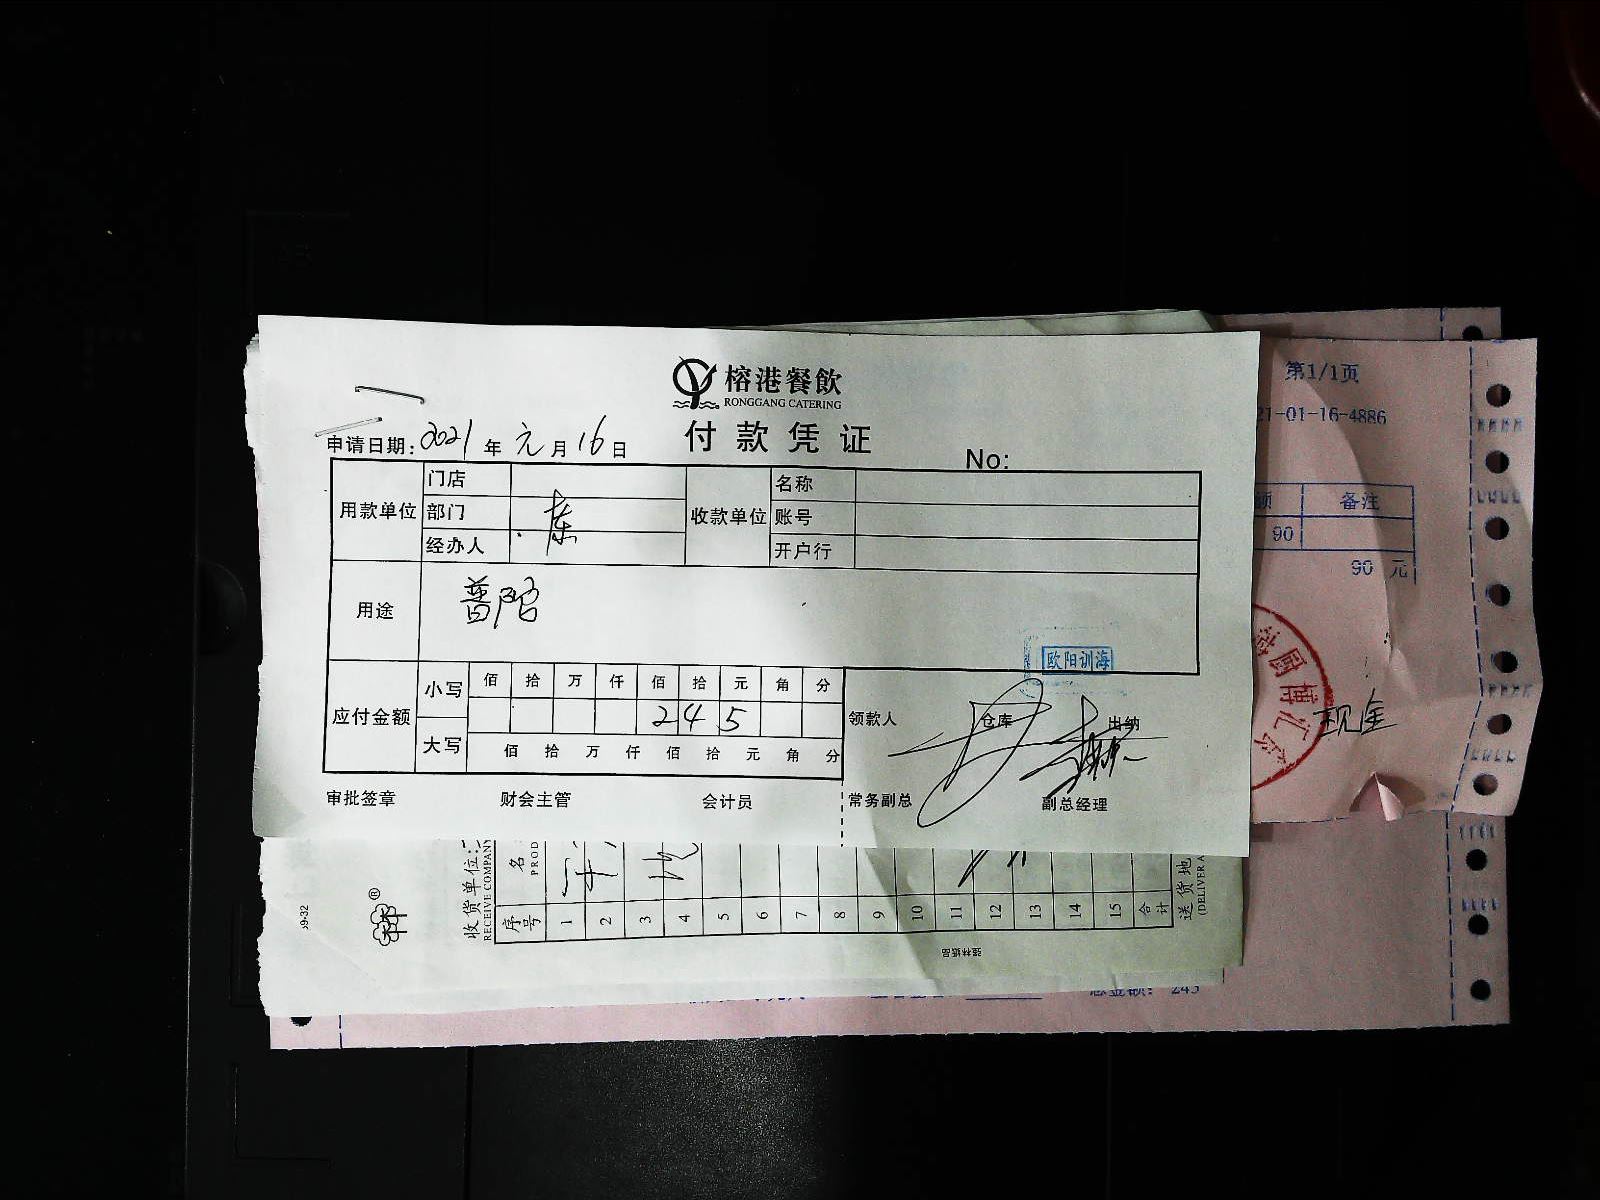 榕港餐飲
RONGGANG CATERING
付款凭证
申请日期: 2021 年 元 月 16 日
No:
用款单位 门店 收款单位 名称
部门 账号
经办人 开户行
用途 普陀
欧阳训海
应付金额 小写 佰 拾 万 仟 佰 拾 元 角 分
2 4 5
大写 佰 拾 万 仟 佰 拾 元 角 分
领款人 仓库 出纳
审批签章 财会主管 会计员 常务副总 副总经理
第1/1页
21-01-16-4886
额 备注
90
90 元
现金
09-32
收货单位:
RECEIVE COMPANY
序号 1 2 3 4 5 6 7 8 9 10 11 12 13 14 15 合计
名
PROD
送货地
(DELIVER A
总金额: 245